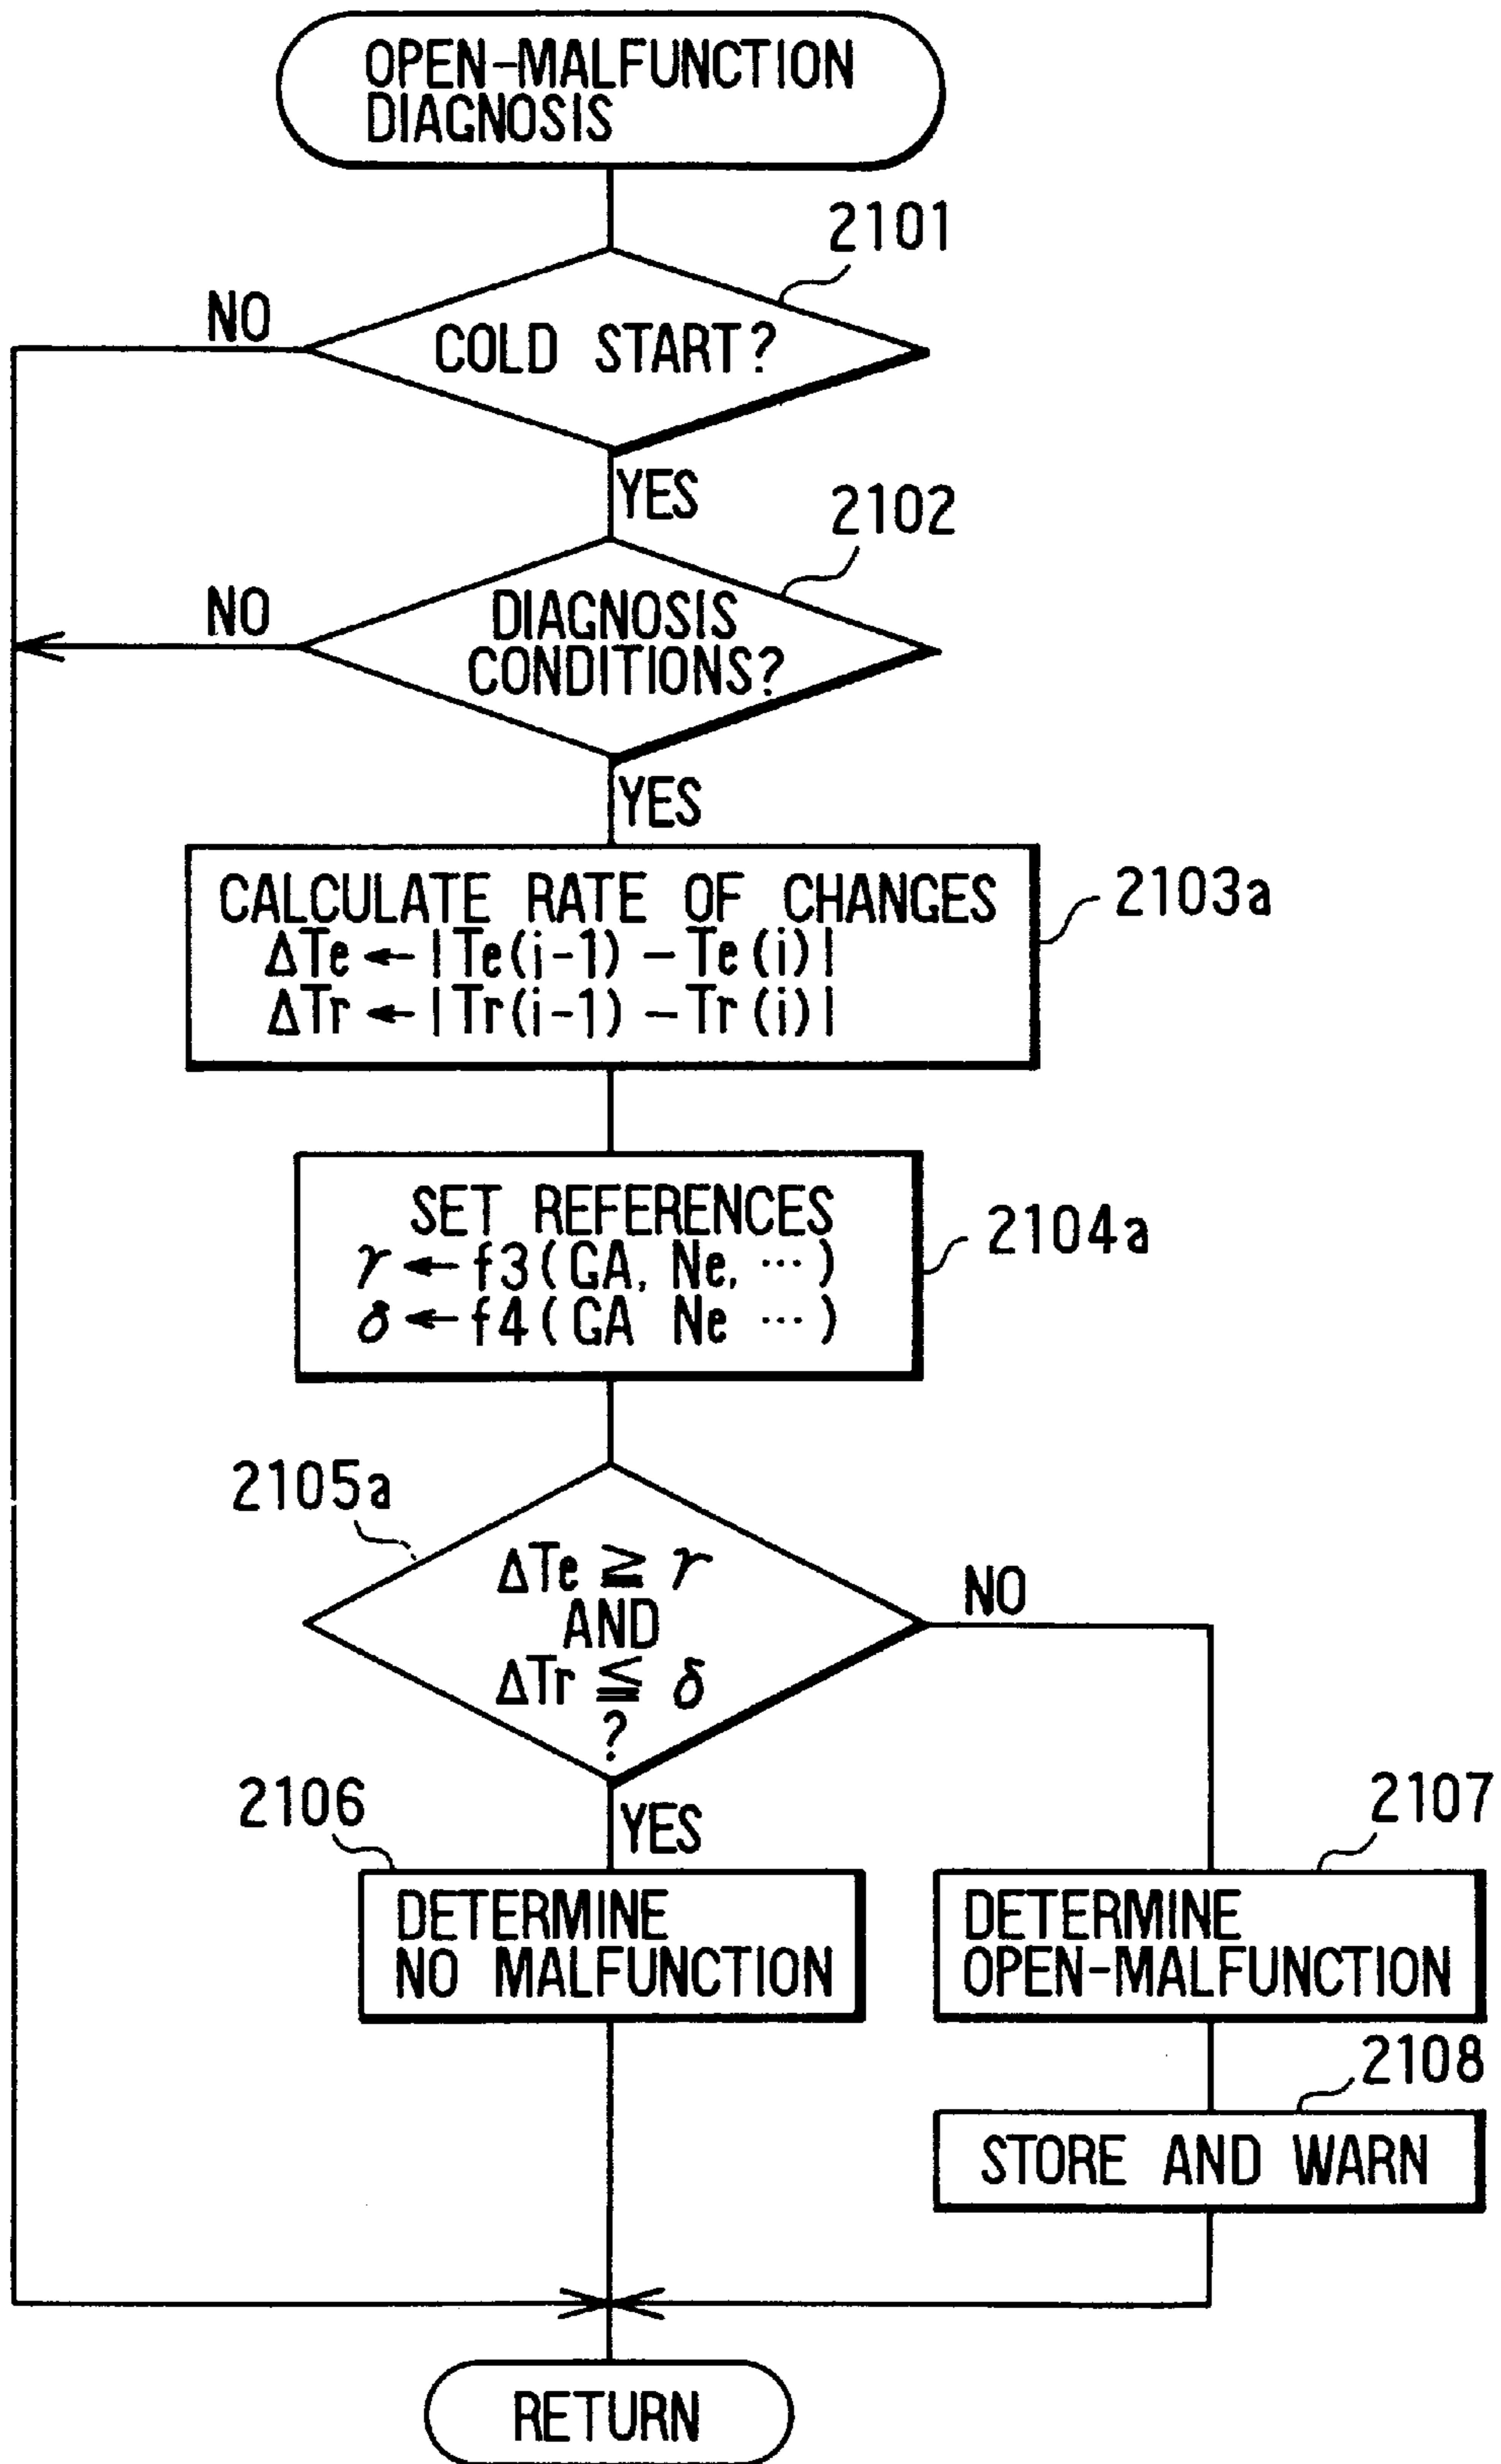 OPEN-MALFUNCTION
DIAGNOSIS
2101
NO
COLD START?
YES
2102
NO
DIAGNOSIS
CONDITIONS?
YES
CALCULATE RATE OF CHANGES
ΔTe ← |Te(i-1) - Te(i)|
ΔTr ← |Tr(i-1) - Tr(i)|
2103a
SET REFERENCES
γ ← f3(GA, Ne, ⋯)
δ ← f4(GA Ne ⋯)
2104a
2105a
ΔTe ≧ γ
AND
ΔTr ≦ δ
?
NO
YES
2106
2107
DETERMINE
NO MALFUNCTION
DETERMINE
OPEN-MALFUNCTION
2108
STORE AND WARN
RETURN